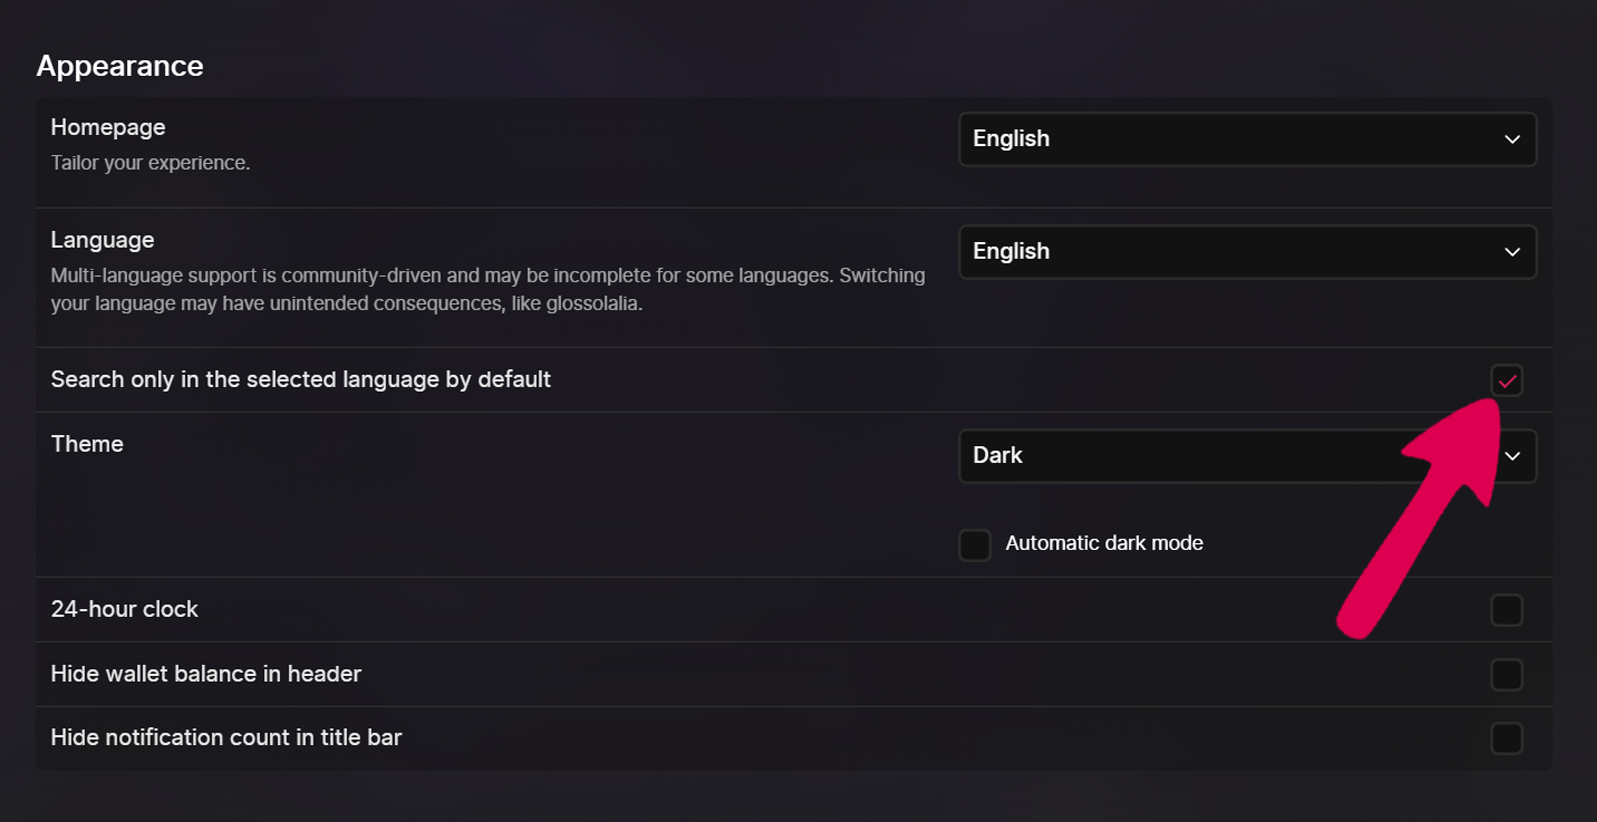 Appearance
Homepage
Tailor your experience.
English
Language
Multi-language support is community-driven and may be incomplete for some languages. Switching
your language may have unintended consequences, like glossolalia.
English
Search only in the selected language by default
Theme
Dark
Automatic dark mode
24-hour clock
Hide wallet balance in header
Hide notification count in title bar